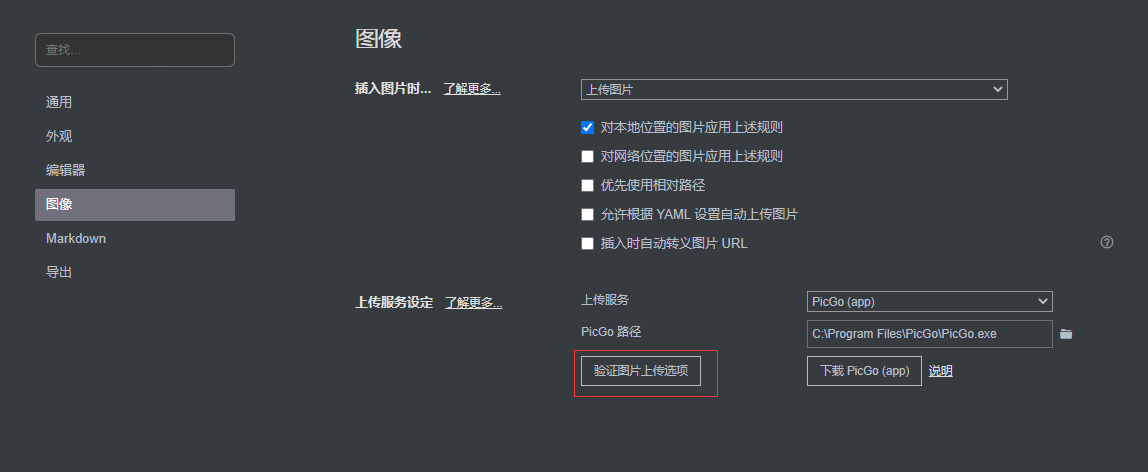 图像
查找...
通用
外观
编辑器
图像
Markdown
导出
插入图片时... 了解更多... 上传图片
对本地位置的图片应用上述规则
对网络位置的图片应用上述规则
优先使用相对路径
允许根据 YAML 设置自动上传图片
插入时自动转义图片 URL
上传服务设定 了解更多... 上传服务 PicGo (app)
PicGo 路径 C:\Program Files\PicGo\PicGo.exe
验证图片上传选项 下载 PicGo (app) 说明